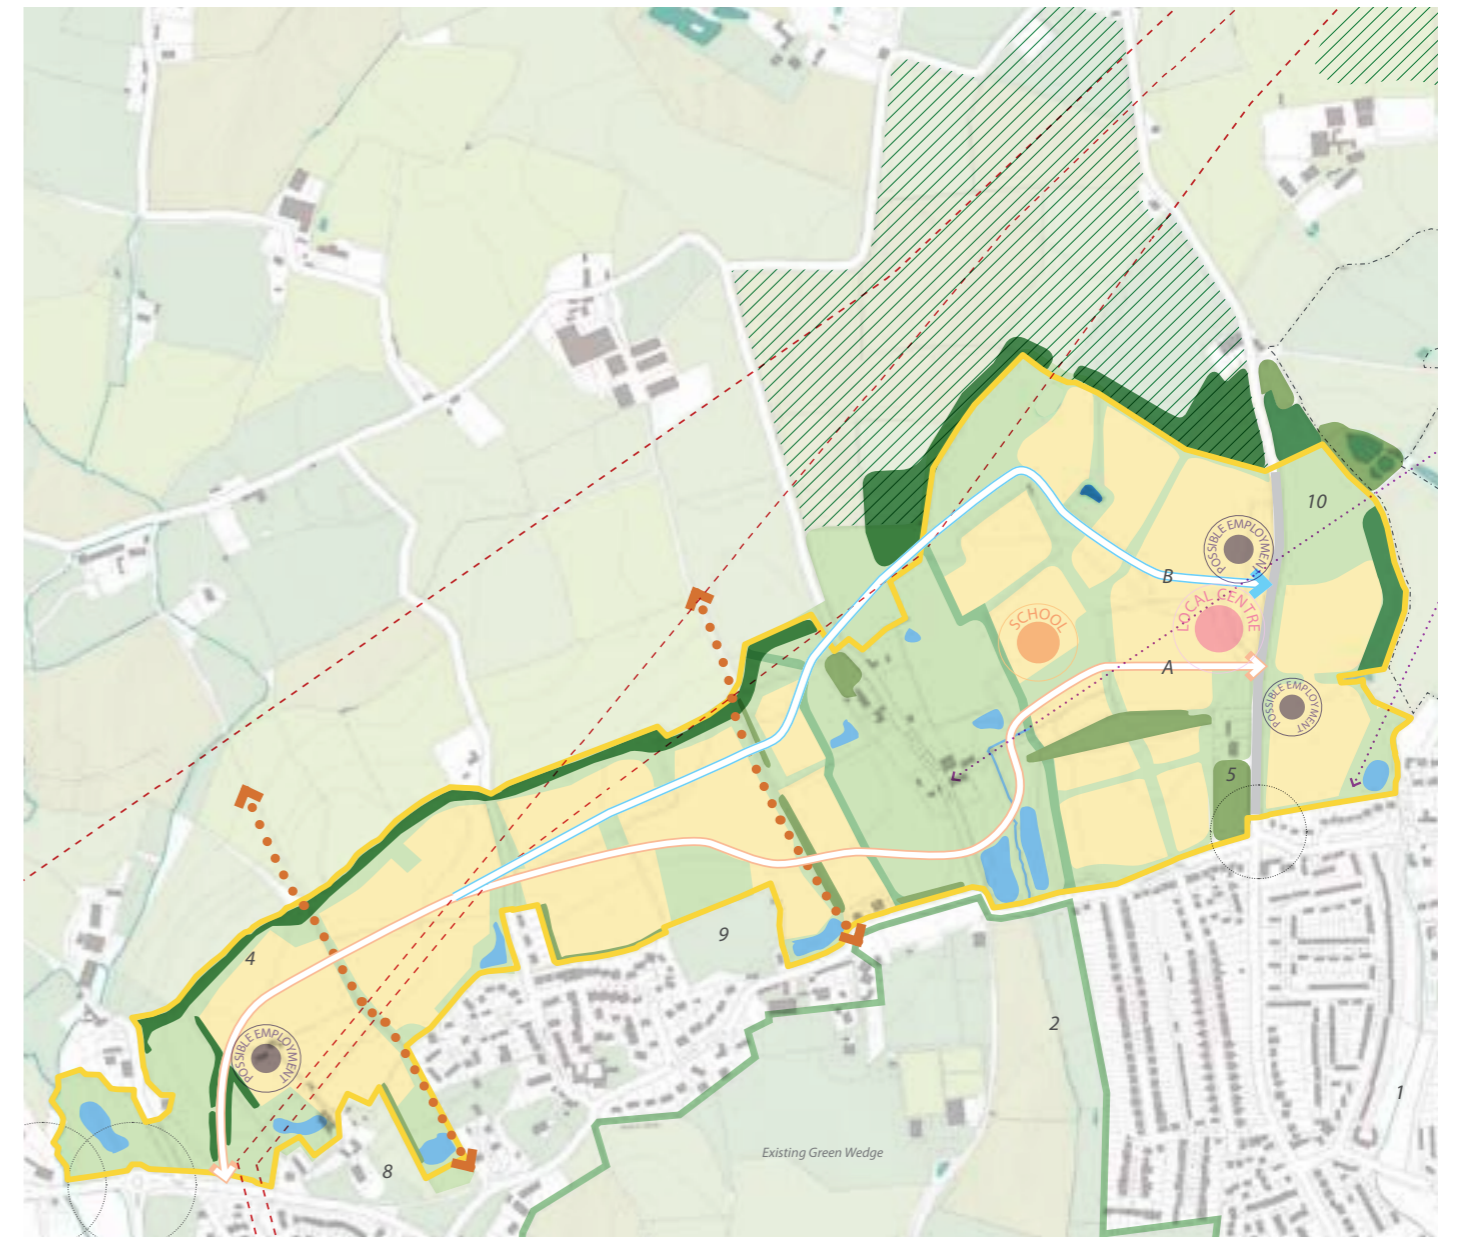 10
POSSIBLE EMPLOYMENT
B
LOCAL CENTRE
SCHOOL
A
POSSIBLE EMPLOYMENT
5
9
4
2
POSSIBLE EMPLOYMENT
1
Existing Green Wedge
8